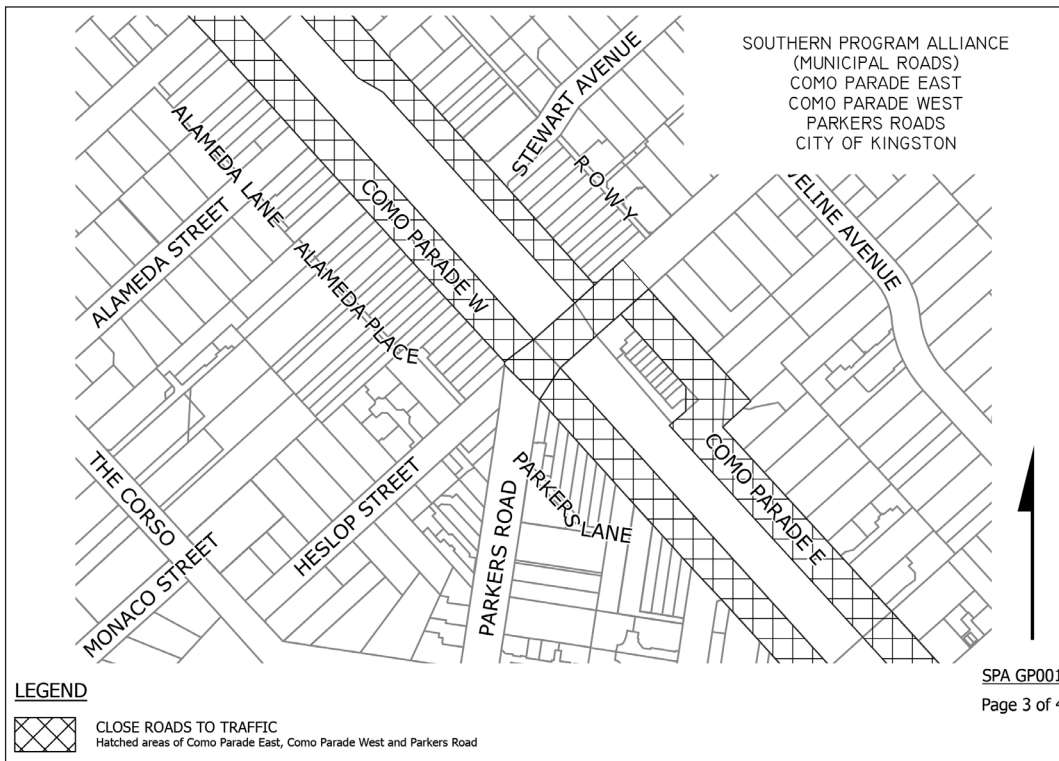 SOUTHERN PROGRAM ALLIANCE
(MUNICIPAL ROADS)
COMO PARADE EAST
COMO PARADE WEST
PARKERS ROADS
CITY OF KINGSTON
STEWART AVENUE
R O W Y
ALAMEDA LANE
ALAMEDA STREET
COMO PARADE W
ALAMEDA PLACE
ELINE AVENUE
THE CORSO
MONACO STREET
HESLOP STREET
PARKERS ROAD
PARKERS LANE
COMO PARADE E
LEGEND
CLOSE ROADS TO TRAFFIC
Hatched areas of Como Parade East, Como Parade West and Parkers Road
SPA GP001
Page 3 of 4